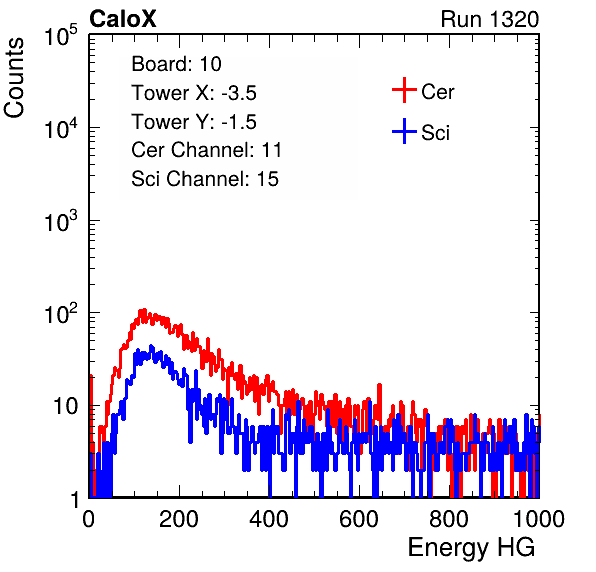 CaloX Run 1320
Counts
10^5
10^4
10^3
10^2
10
1
Board: 10
Tower X: -3.5
Tower Y: -1.5
Cer Channel: 11
Sci Channel: 15
Cer
Sci
0 200 400 600 800 1000
Energy HG